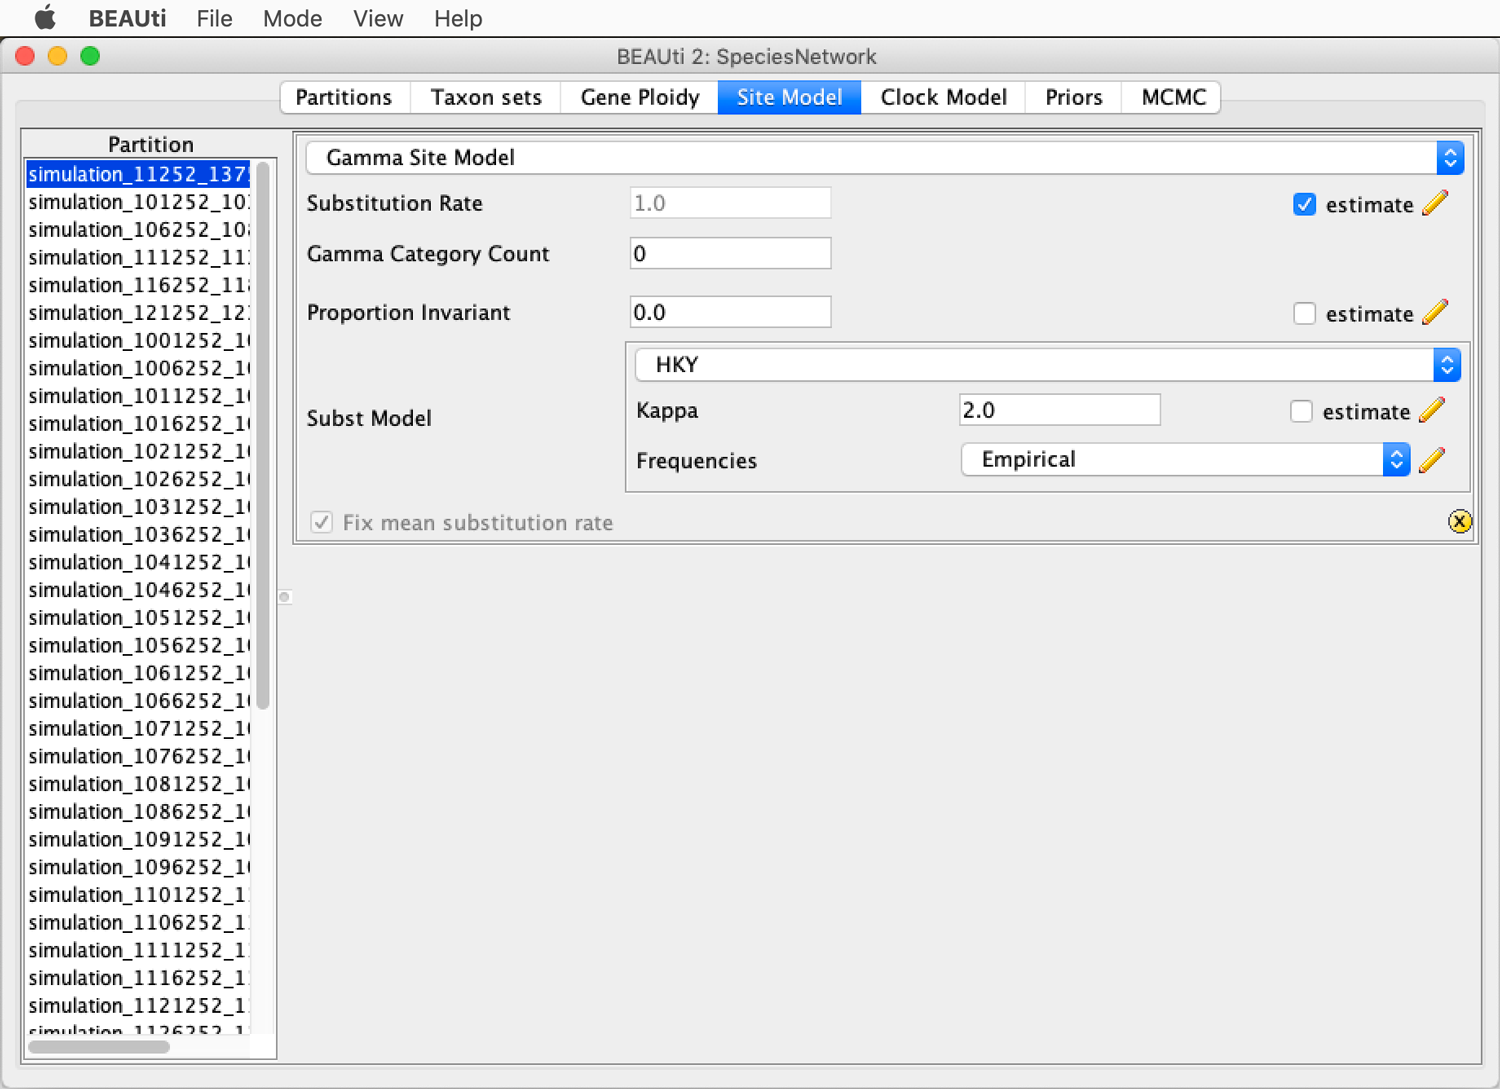 BEAUti File Mode View Help
BEAUti 2: SpeciesNetwork
Partitions Taxon sets Gene Ploidy Site Model Clock Model Priors MCMC
Partition
simulation_11252_137
simulation_101252_10
simulation_106252_10
simulation_111252_11
simulation_116252_11
simulation_121252_12
simulation_1001252_1
simulation_1006252_1
simulation_1011252_1
simulation_1016252_1
simulation_1021252_1
simulation_1026252_1
simulation_1031252_1
simulation_1036252_1
simulation_1041252_1
simulation_1046252_1
simulation_1051252_1
simulation_1056252_1
simulation_1061252_1
simulation_1066252_1
simulation_1071252_1
simulation_1076252_1
simulation_1081252_1
simulation_1086252_1
simulation_1091252_1
simulation_1096252_1
simulation_1101252_1
simulation_1106252_1
simulation_1111252_1
simulation_1116252_1
simulation_1121252_1
simulation_1126252_1
Gamma Site Model
Substitution Rate 1.0 estimate
Gamma Category Count 0
Proportion Invariant 0.0 estimate
HKY
Subst Model
Kappa 2.0 estimate
Frequencies Empirical
Fix mean substitution rate